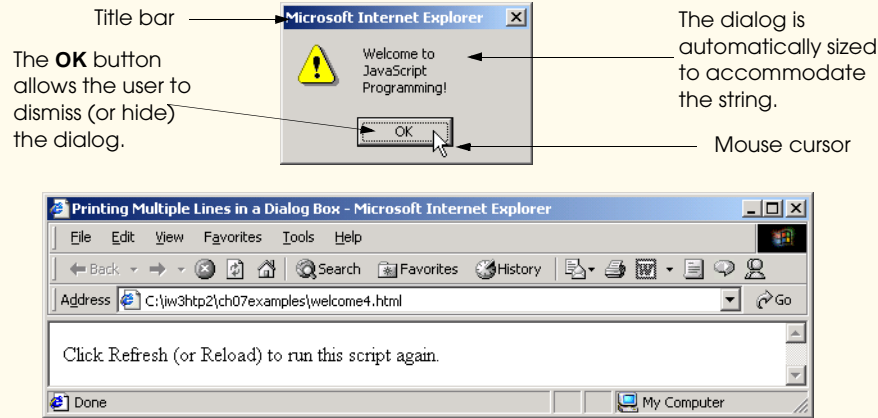 Title bar
The OK button
allows the user to
dismiss (or hide)
the dialog.
Microsoft Internet Explorer
Welcome to
JavaScript
Programming!
OK
The dialog is
automatically sized
to accommodate
the string.
Mouse cursor
Printing Multiple Lines in a Dialog Box - Microsoft Internet Explorer
File Edit View Favorites Tools Help
Back Search Favorites History
Address C:\iw3htp2\ch07examples\welcome4.html Go
Click Refresh (or Reload) to run this script again.
Done My Computer